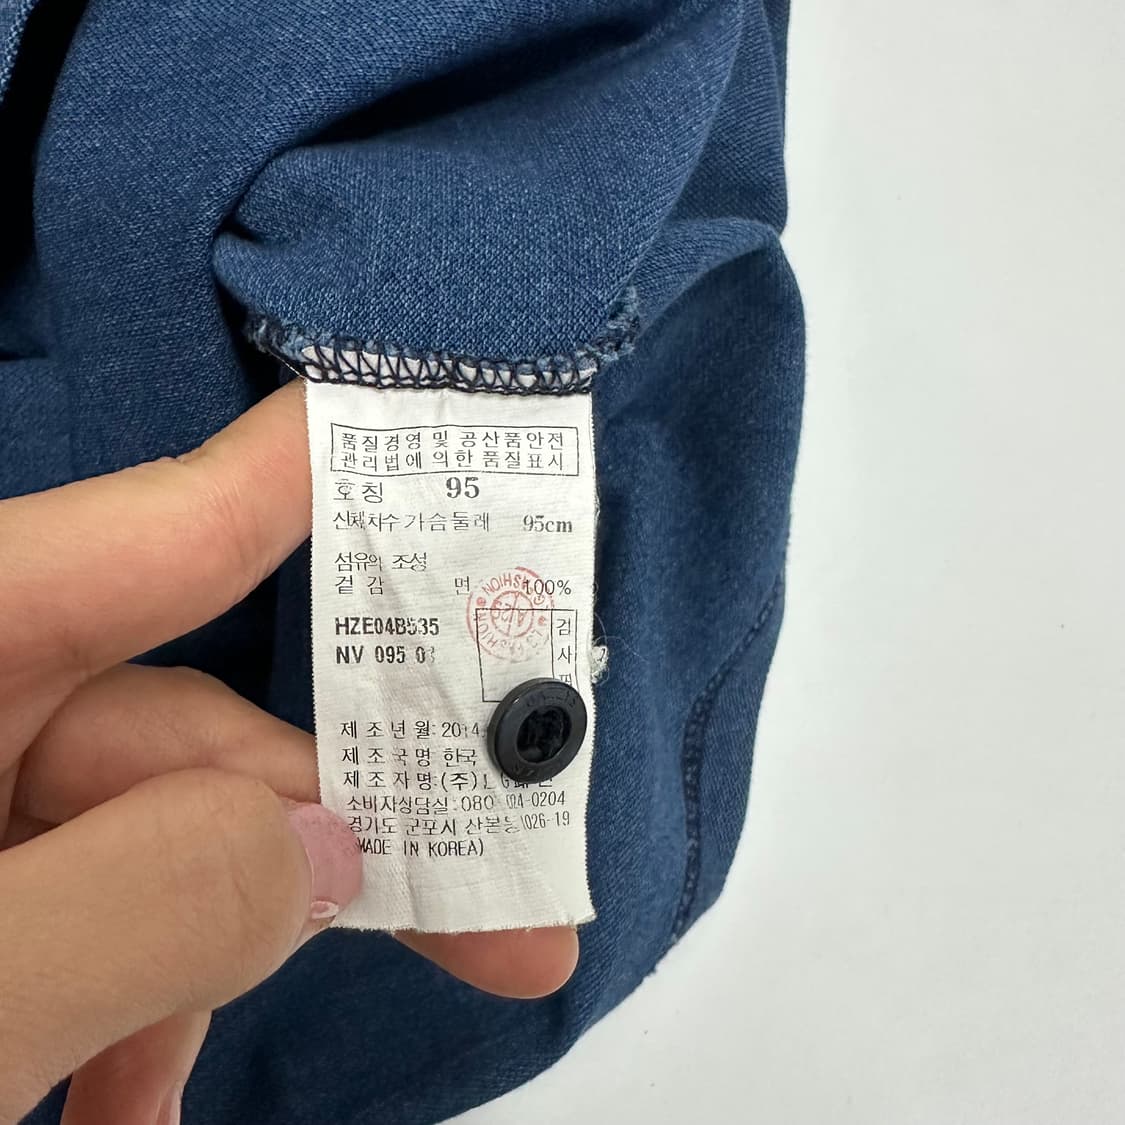 품질경영 및 공산품안전
관리법에 의한 품질표시
호칭 95
신체치수 가슴둘레 95cm
섬유의 조성
겉감 면 100%
HZE04B535
NV 095
검
사
필
제조년월: 2014.
제조국명 한국
제조자명:(주)LG패션
소비자상담실:080 -0204
경기도 군포시 산본동1026-19
(MADE IN KOREA)